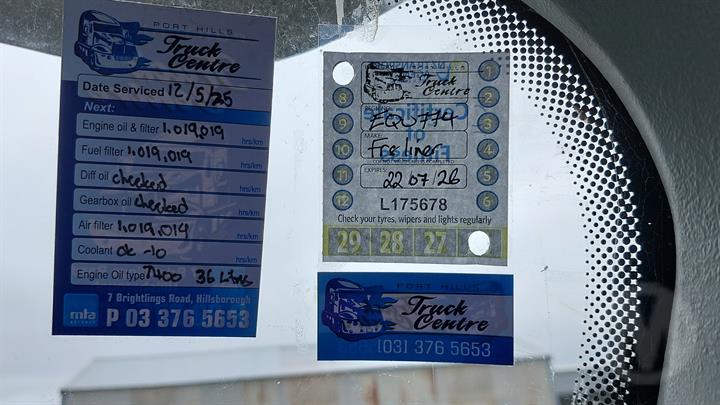 PORT HILLS
Truck
Centre
Date Serviced 12/5/25
Next:
Engine oil & filter 1,019,019 hrs/km
Fuel filter 1,019,019 hrs/km
Diff oil checked hrs/km
Gearbox oil checked hrs/km
Air filter 1,019,019 hrs/km
Coolant ok -10 hrs/km
Engine Oil type 7400 36 Litres
7 Brightlings Road, Hillsborough
mta
P 03 376 5653
Truck
Centre
1
8
2
9
3
10
MAKE:
4
11
EXPIRES:
22 07/26
5
12
6
L175678
Check your tyres, wipers and lights regularly
29 28 27
PORT HILLS
Truck
Centre
(03) 376 5653